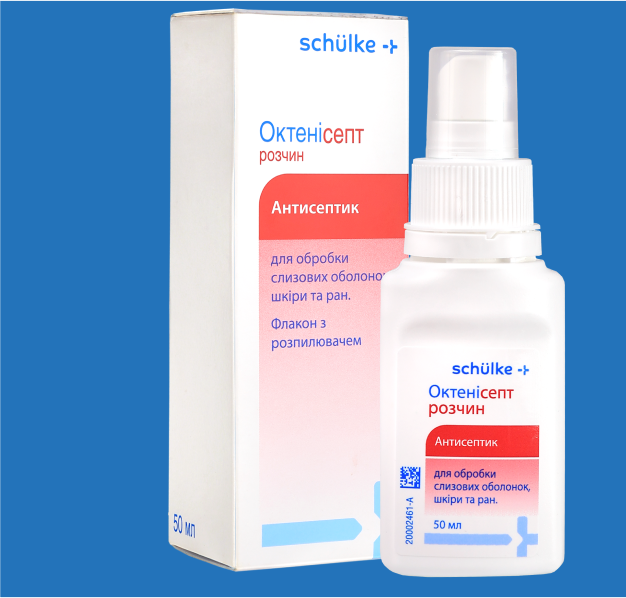 schülke
Октенісепт
розчин
Антисептик
для обробки
слизових оболонок,
шкіри та ран.
Флакон з
розпилювачем
50 мл
schülke
Октенісепт
розчин
Антисептик
для обробки
слизових оболонок,
шкіри та ран.
50 мл
20002461-A